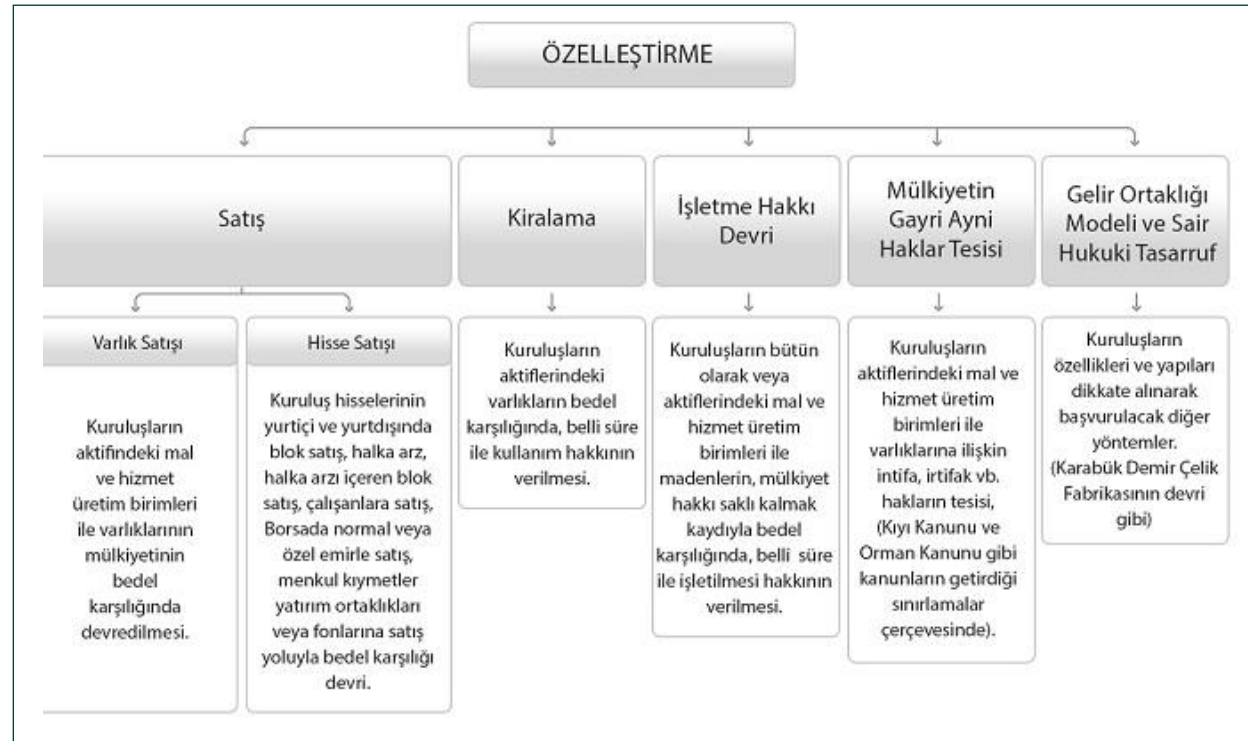 ÖZELLEŞTİRME
Satış
Kiralama
İşletme Hakkı
Devri
Mülkiyetin
Gayri Ayni
Haklar Tesisi
Gelir Ortaklığı
Modeli ve Sair
Hukuki Tasarruf
Varlık Satışı
Kuruluşların
aktifindeki mal
ve hizmet
üretim birimleri
ile varlıklarının
mülkiyetinin
bedel
karşılığında
devredilmesi.
Hisse Satışı
Kuruluş hisselerinin
yurtiçi ve yurtdışında
blok satış, halka arz,
halka arzı içeren blok
satış, çalışanlara satış,
Borsada normal veya
özel emirle satış,
menkul kıymetler
yatırım ortaklıkları
veya fonlarına satış
yoluyla bedel karşılığı
devri.
Kuruluşların
aktiflerindeki
varlıkların bedel
karşılığında, belli süre
ile kullanım hakkının
verilmesi.
Kuruluşların bütün
olarak veya
aktiflerindeki mal ve
hizmet üretim
birimleri ile
madenlerin, mülkiyet
hakkı saklı kalmak
kaydıyla bedel
karşılığında, belli süre
ile işletilmesi hakkının
verilmesi.
Kuruluşların
aktiflerindeki mal ve
hizmet üretim
birimleri ile
varlıklarına ilişkin
intifa, irtifak vb.
hakların tesisi,
(Kıyı Kanunu ve
Orman Kanunu gibi
kanunların getirdiği
sınırlamalar
çerçevesinde).
Kuruluşların
özellikleri ve yapıları
dikkate alınarak
başvurulacak diğer
yöntemler.
(Karabük Demir Çelik
Fabrikasının devri
gibi)